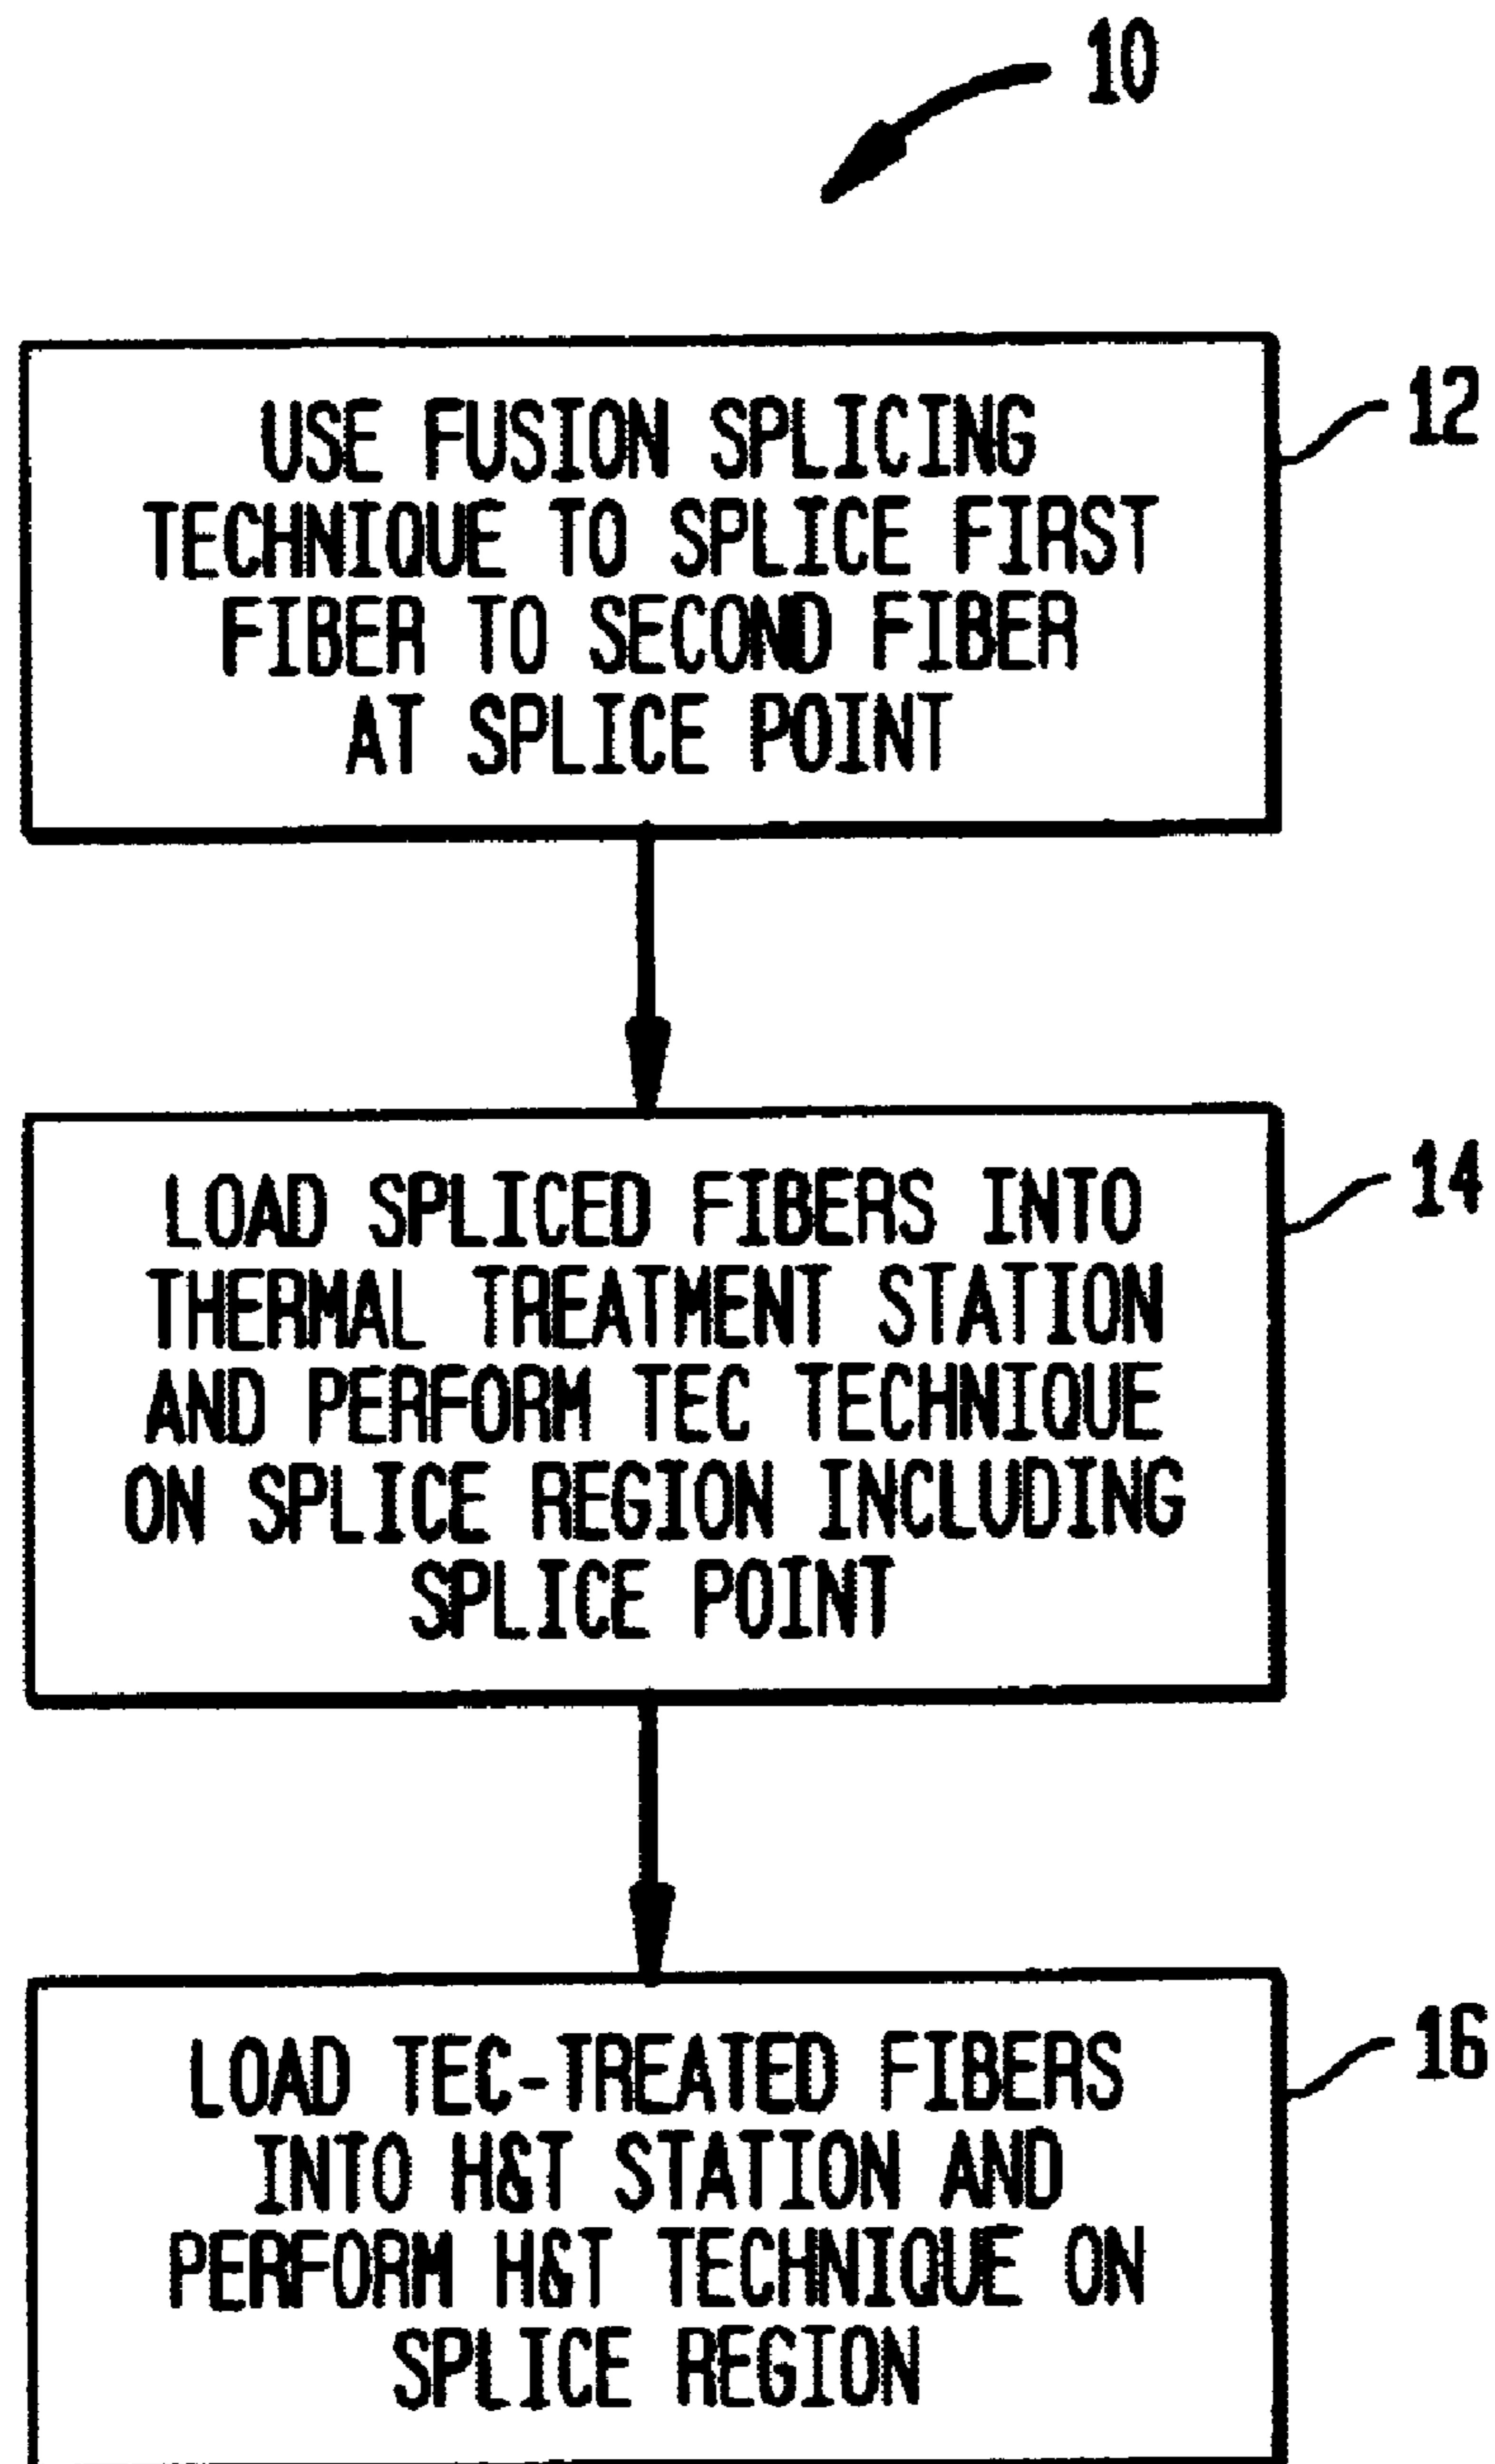 10
USE FUSION SPLICING
TECHNIQUE TO SPLICE FIRST
FIBER TO SECOND FIBER
AT SPLICE POINT
12
LOAD SPLICED FIBERS INTO
THERMAL TREATMENT STATION
AND PERFORM TEC TECHNIQUE
ON SPLICE REGION INCLUDING
SPLICE POINT
14
LOAD TEC-TREATED FIBERS
INTO H&T STATION AND
PERFORM H&T TECHNIQUE ON
SPLICE REGION
16